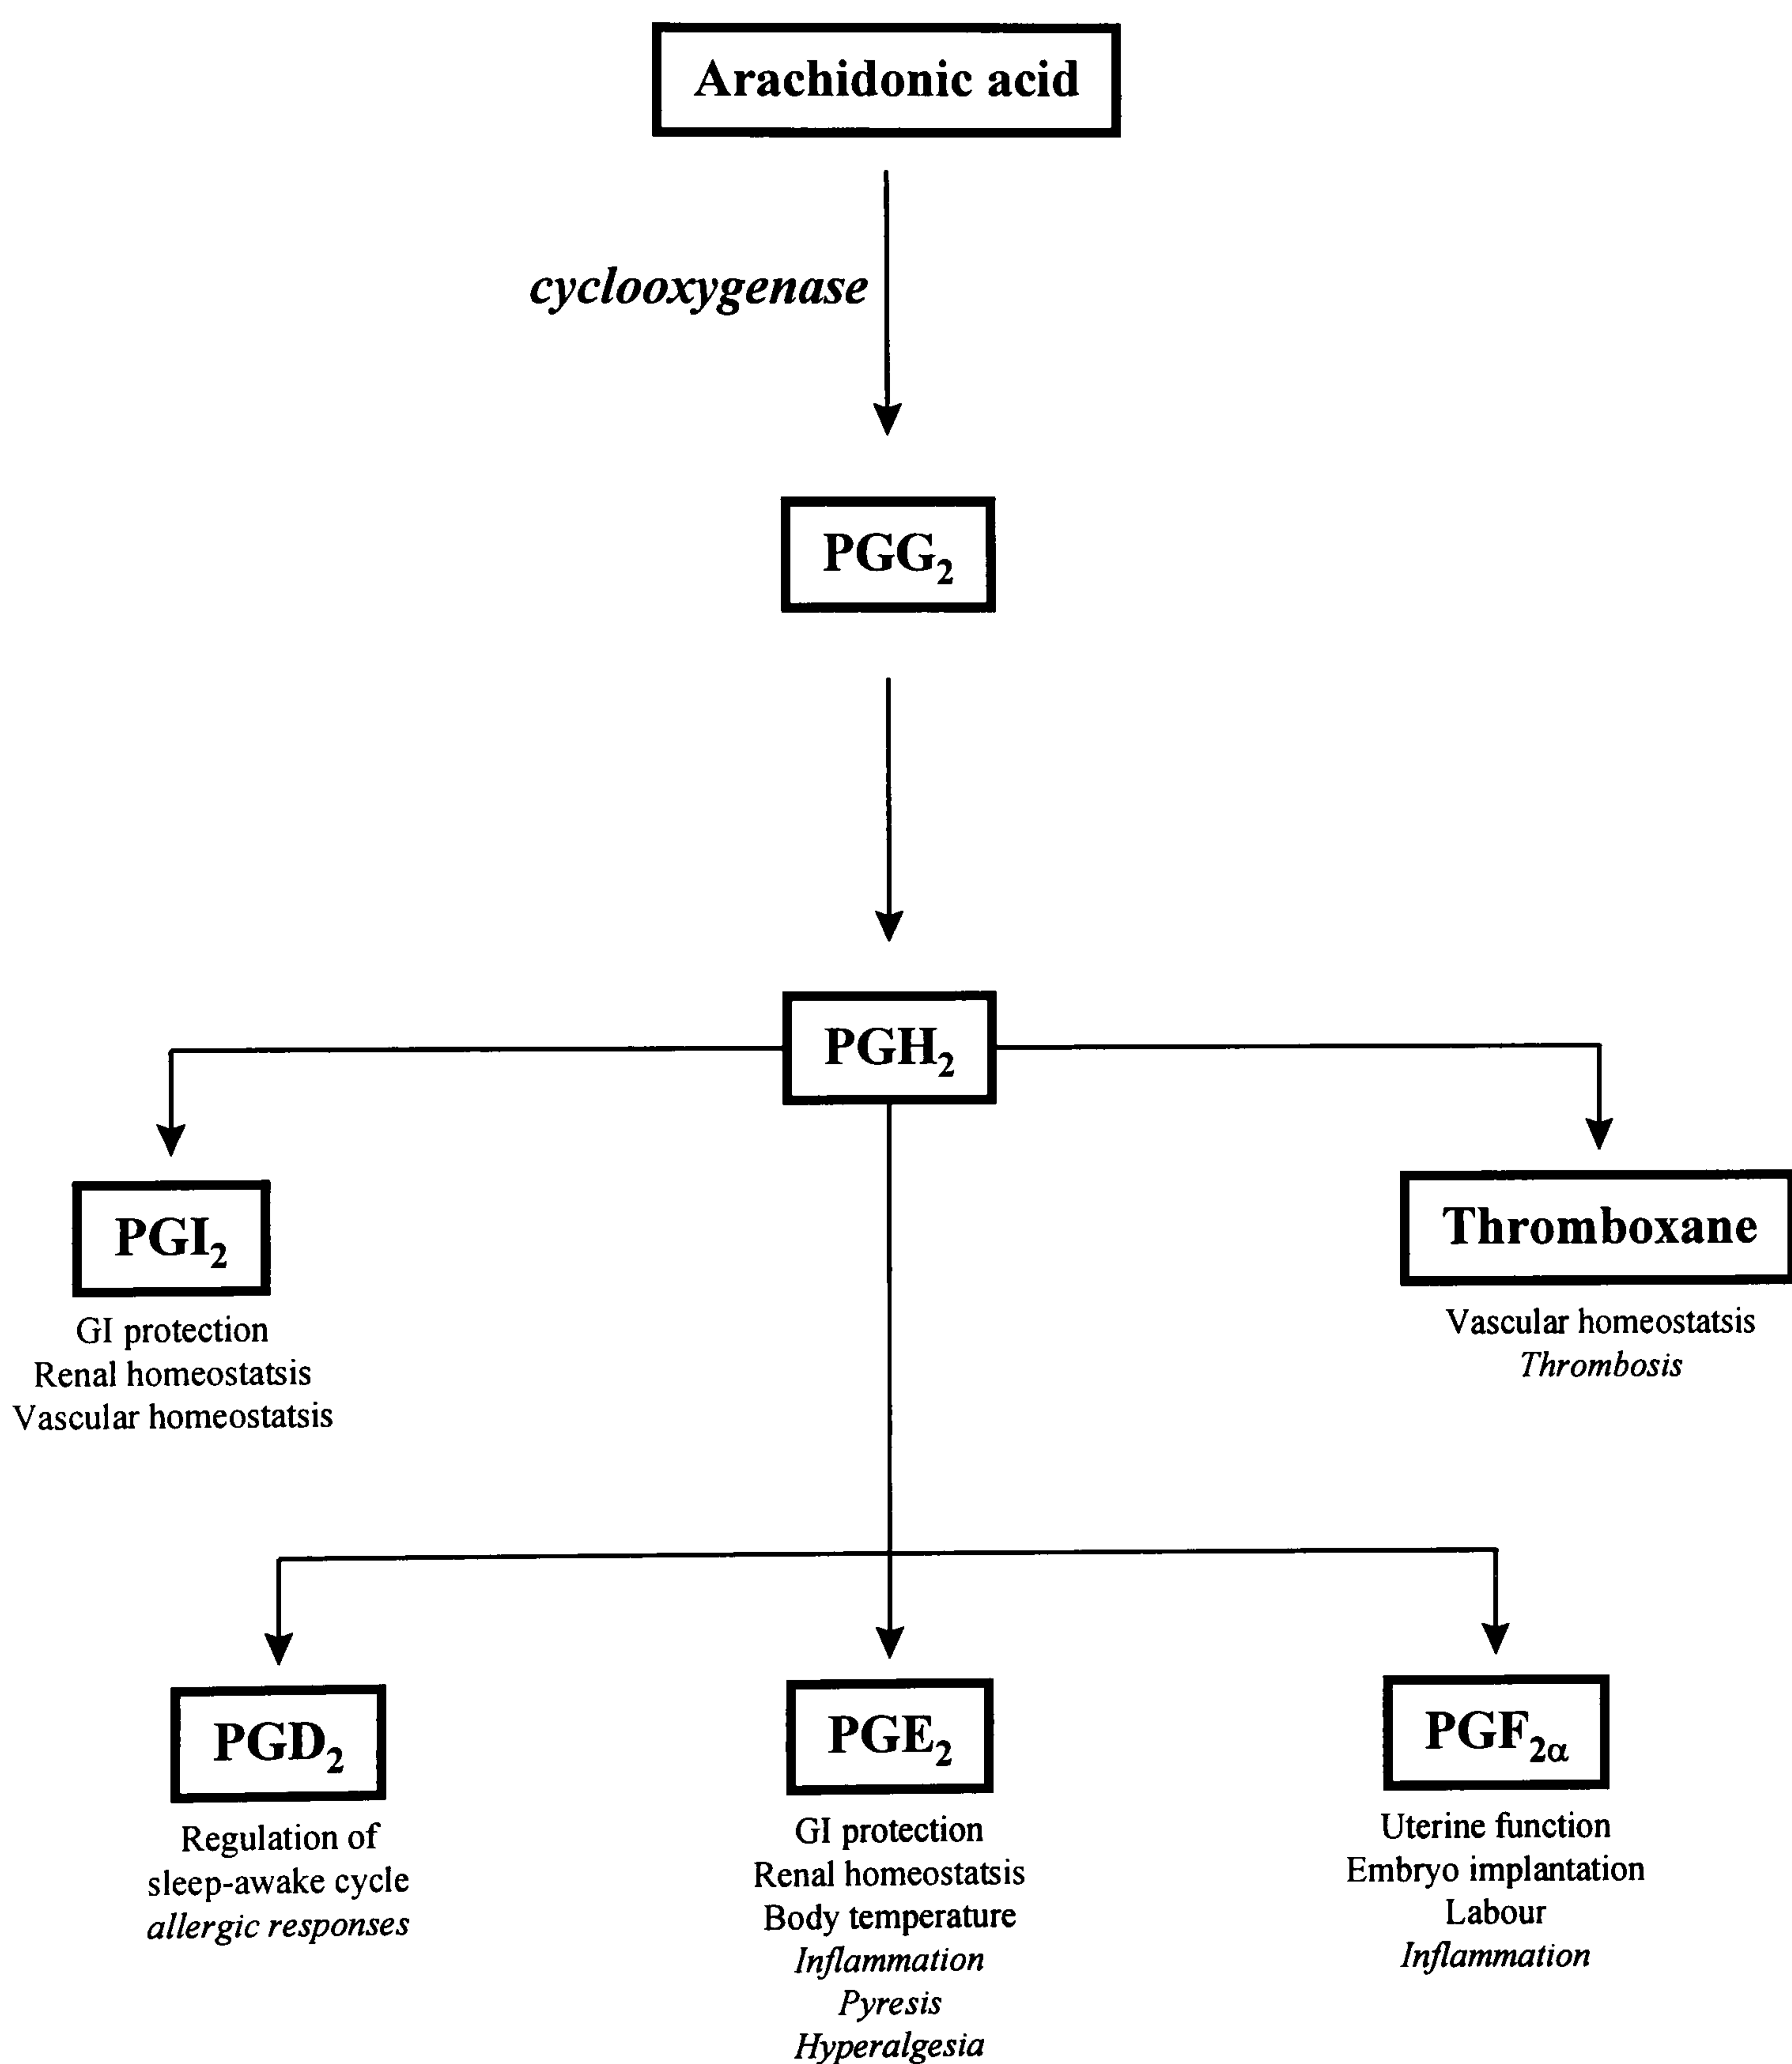 Arachidonic acid
cyclooxygenase
PGG₂
PGH₂
PGI₂
GI protection
Renal homeostatsis
Vascular homeostatsis
Thromboxane
Vascular homeostatsis
Thrombosis
PGD₂
Regulation of
sleep-awake cycle
allergic responses
PGE₂
GI protection
Renal homeostatsis
Body temperature
Inflammation
Pyresis
Hyperalgesia
PGF₂α
Uterine function
Embryo implantation
Labour
Inflammation